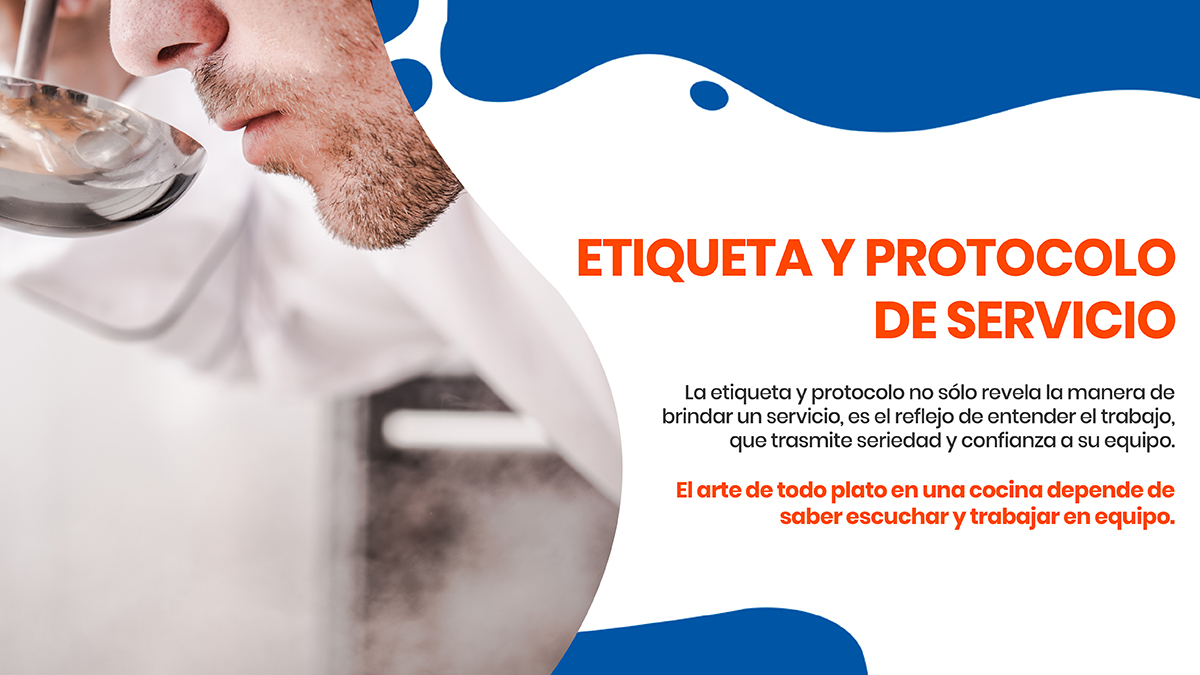 ETIQUETA Y PROTOCOLO
DE SERVICIO
La etiqueta y protocolo no sólo revela la manera de
brindar un servicio, es el reflejo de entender el trabajo,
que trasmite seriedad y confianza a su equipo.
El arte de todo plato en una cocina depende de
saber escuchar y trabajar en equipo.